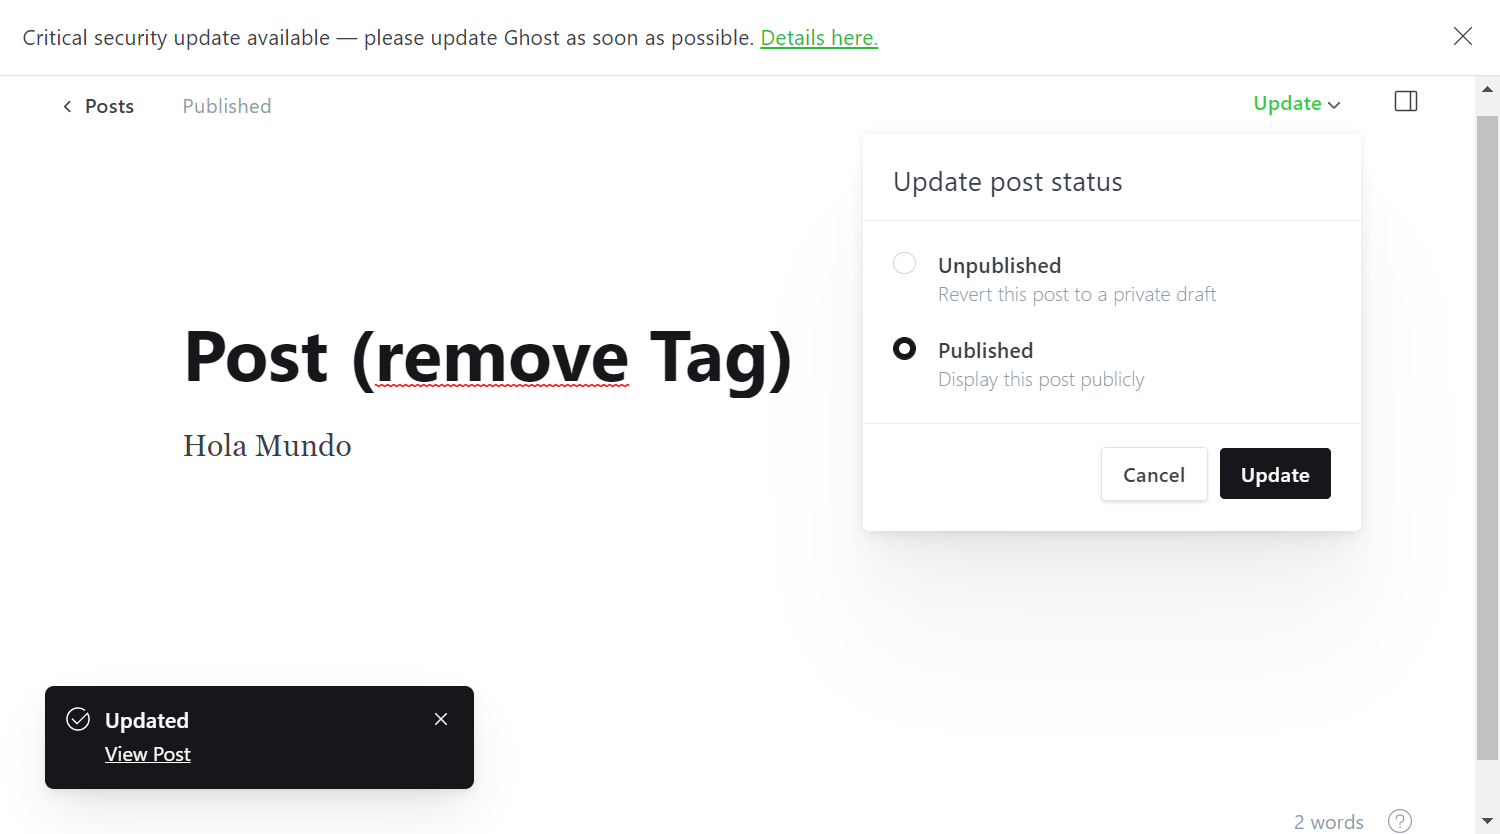 Critical security update available — please update Ghost as soon as possible. Details here.
Posts
Published
Update
Update post status
Unpublished
Revert this post to a private draft
Published
Display this post publicly
Cancel
Update
Post (remove Tag)
Hola Mundo
Updated
View Post
2 words
?